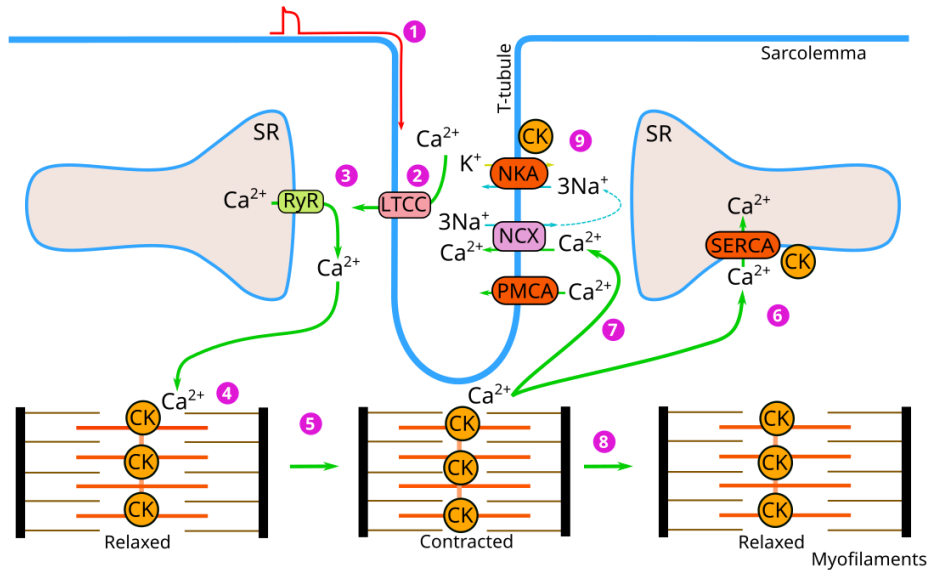 1
Sarcolemma
T-tubule
SR
Ca²⁺
CK
9
SR
K⁺
NKA
3
2
3Na⁺
Ca²⁺
RyR
LTCC
Ca²⁺
3Na⁺
NCX
SERCA
CK
Ca²⁺
Ca²⁺
Ca²⁺
Ca²⁺
PMCA
Ca²⁺
6
7
Ca²⁺
4
Ca²⁺
CK
CK
CK
5
CK
CK
CK
8
CK
CK
CK
Relaxed
Contracted
Relaxed
Myofilaments